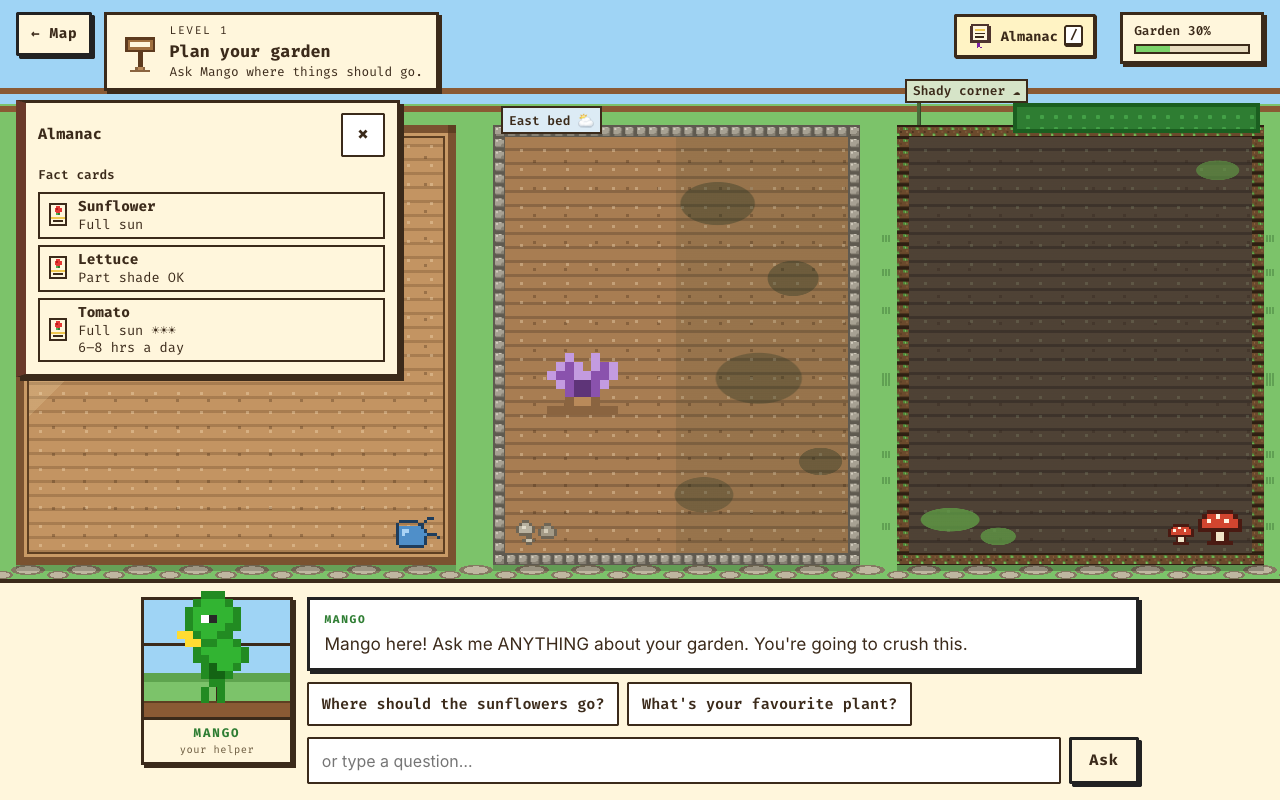 ← Map
LEVEL 1
Plan your garden
Ask Mango where things should go.
Almanac /
Garden 30%
Shady corner ☁
East bed ⛅
Almanac
✖
Fact cards
Sunflower
Full sun
Lettuce
Part shade OK
Tomato
Full sun ☀☀☀
6–8 hrs a day
MANGO
your helper
MANGO
Mango here! Ask me ANYTHING about your garden. You're going to crush this.
Where should the sunflowers go?
What's your favourite plant?
or type a question...
Ask